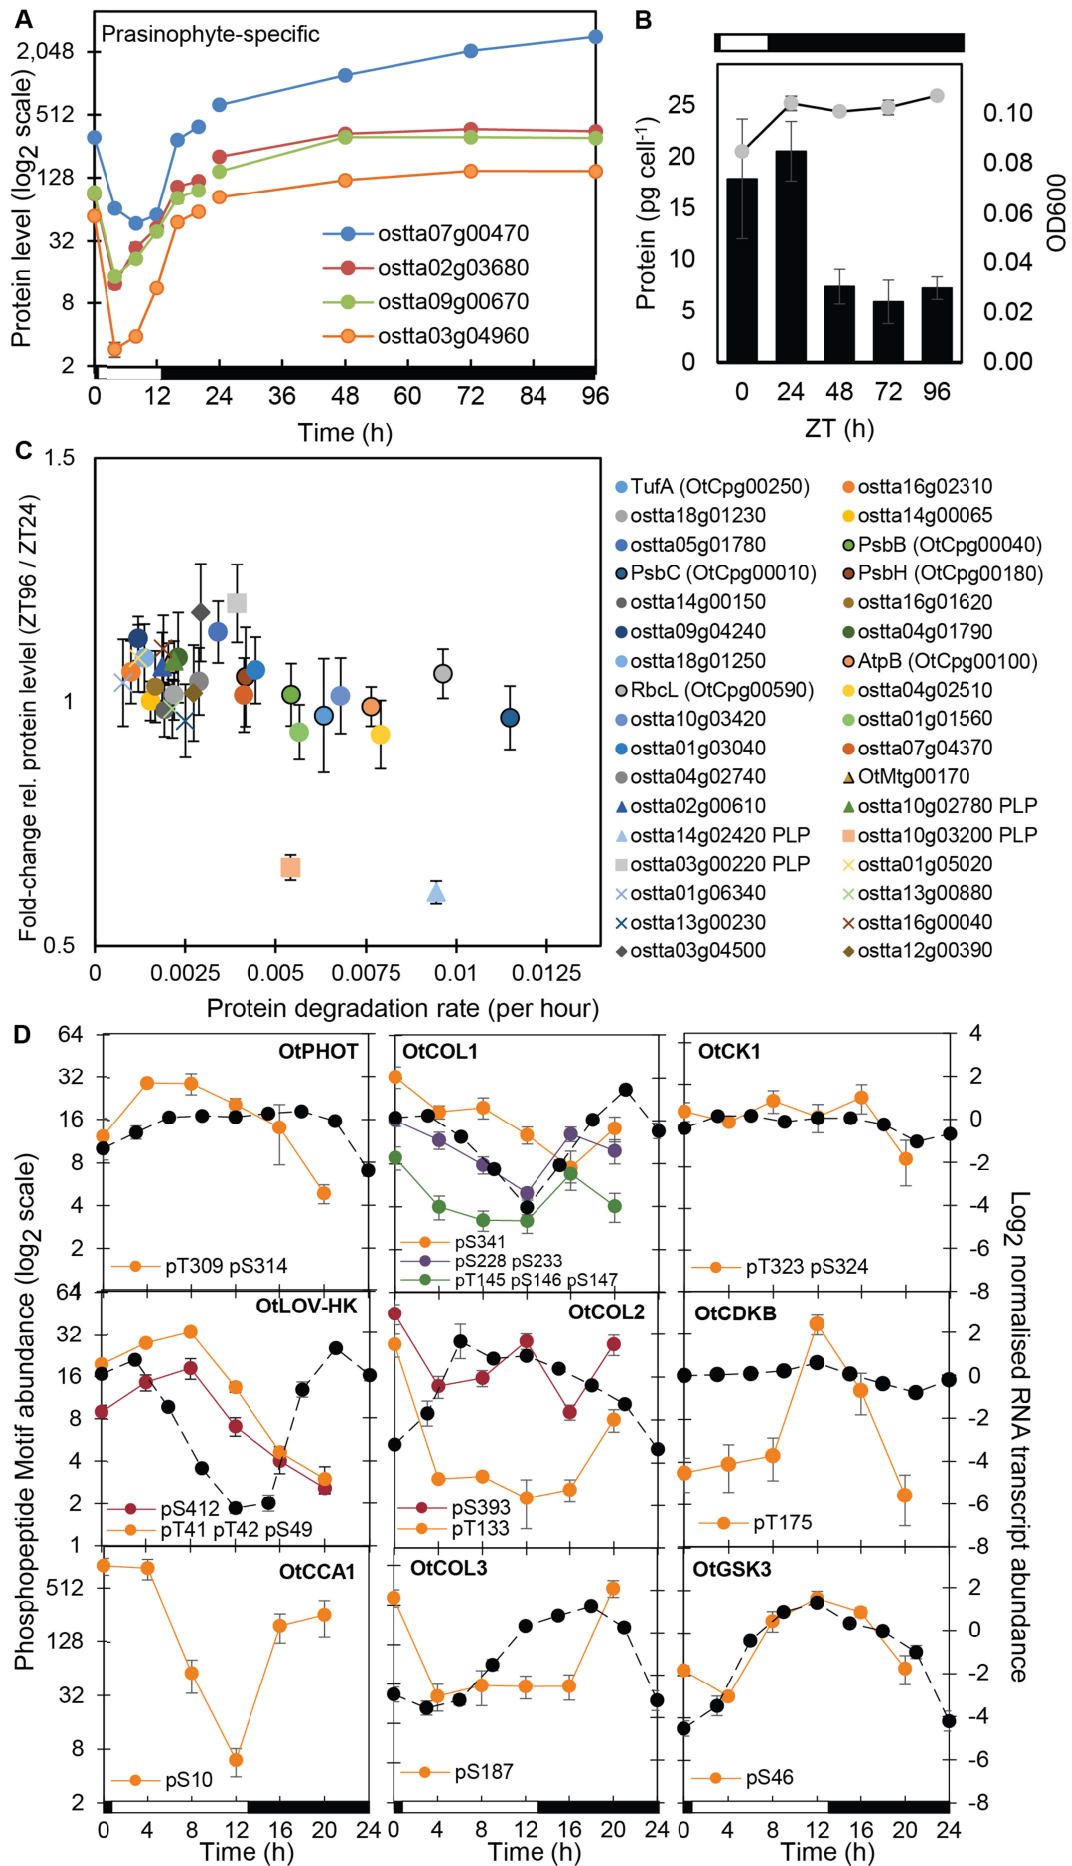 A
Prasinophyte-specific
Protein level (log2 scale)
2,048
512
128
32
8
2
ostta07g00470
ostta02g03680
ostta09g00670
ostta03g04960
0 12 24 36 48 60 72 84 96
Time (h)
B
Protein (pg cell-1)
25
20
15
10
5
0
0.10
0.08
0.06
0.04
0.02
0.00
OD600
0 24 48 72 96
ZT (h)
C
Fold-change rel. protein level (ZT96 / ZT24)
1.5
1
0.5
0 0.0025 0.005 0.0075 0.01 0.0125
Protein degradation rate (per hour)
TufA (OtCpg00250) ostta16g02310
ostta18g01230 ostta14g00065
ostta05g01780 PsbB (OtCpg00040)
PsbC (OtCpg00010) PsbH (OtCpg00180)
ostta14g00150 ostta16g01620
ostta09g04240 ostta04g01790
ostta18g01250 AtpB (OtCpg00100)
RbcL (OtCpg00590) ostta04g02510
ostta10g03420 ostta01g01560
ostta01g03040 ostta07g04370
ostta04g02740 OtMtg00170
ostta02g00610 ostta10g02780 PLP
ostta14g02420 PLP ostta10g03200 PLP
ostta03g00220 PLP ostta01g05020
ostta01g06340 ostta13g00880
ostta13g00230 ostta16g00040
ostta03g04500 ostta12g00390
D
Phosphopeptide Motif abundance (log2 scale)
Log2 normalised RNA transcript abundance
64
32
16
8
4
2
OtPHOT
pT309 pS314
OtCOL1
pS341
pS228 pS233
pT145 pS146 pS147
OtCK1
pT323 pS324
4
2
0
-2
-4
-6
-8
64
32
16
8
4
2
1
OtLOV-HK
pS412
pT41 pT42 pS49
OtCOL2
pS393
pT133
OtCDKB
pT175
2
0
-2
-4
-6
-8
512
128
32
8
2
OtCCA1
pS10
OtCOL3
pS187
OtGSK3
pS46
2
0
-2
-4
-6
-8
0 4 8 12 16 20 24
0 4 8 12 16 20 24
0 4 8 12 16 20 24
Time (h) Time (h) Time (h)